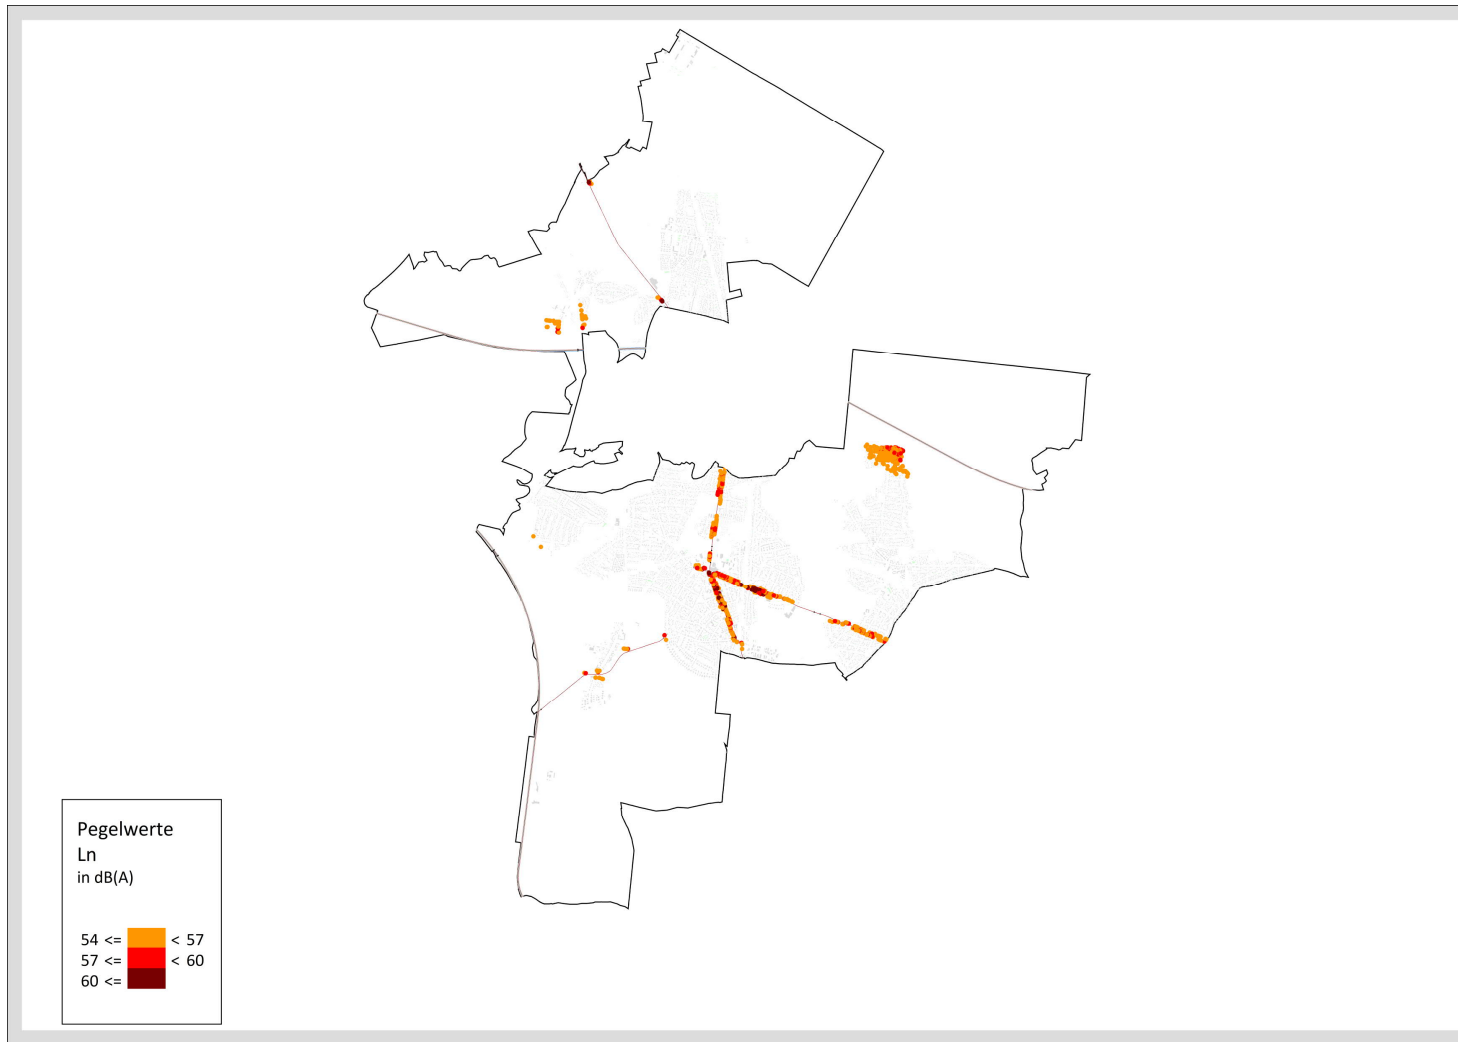 Pegelwerte
Ln
in dB(A)
54 <= < 57
57 <= < 60
60 <=